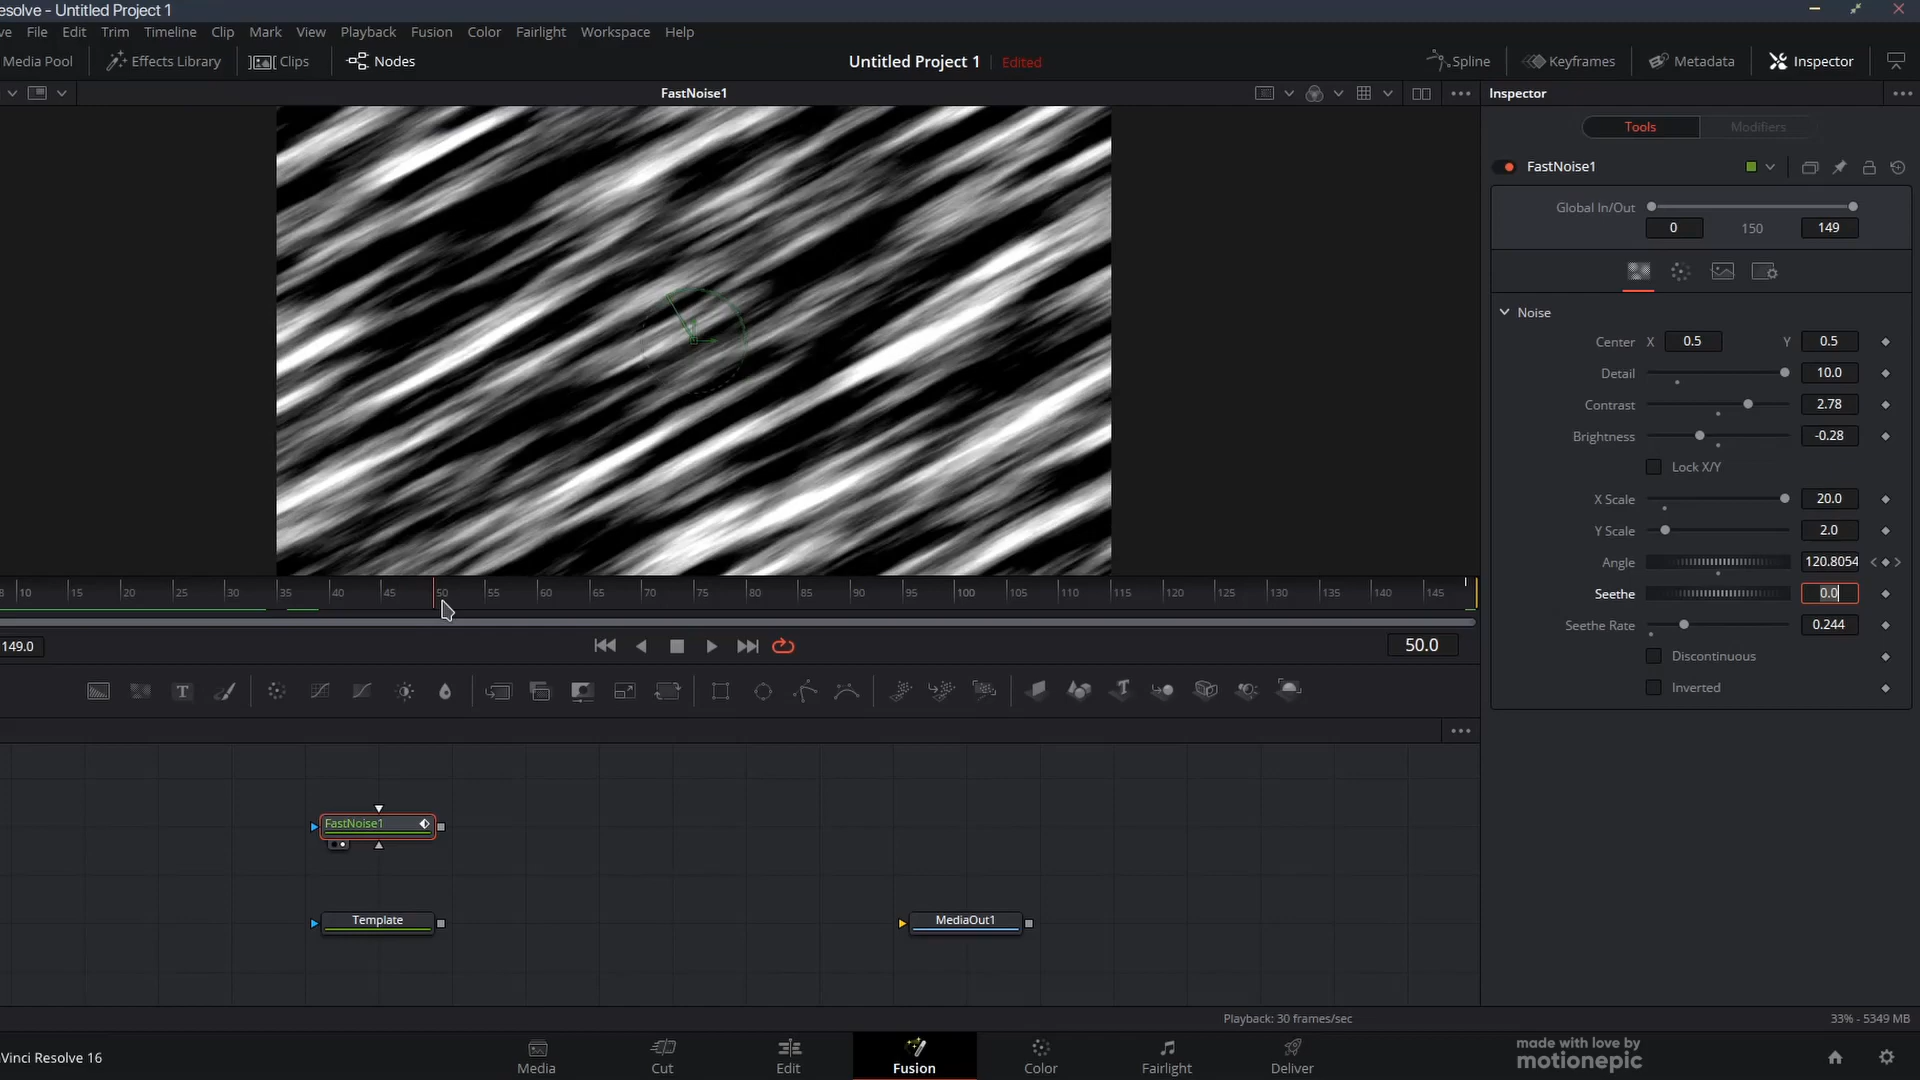 esolve - Untitled Project 1
ve File Edit Trim Timeline Clip Mark View Playback Fusion Color Fairlight Workspace Help
Media Pool Effects Library Clips Nodes Untitled Project 1 Edited Spline Keyframes Metadata Inspector
FastNoise1 Inspector
Tools Modifiers
FastNoise1
Global In/Out
0 150 149
Noise
Center X 0.5 Y 0.5
Detail 10.0
Contrast 2.78
Brightness -0.28
Lock X/Y
X Scale 20.0
Y Scale 2.0
Angle 120.8054
Seethe 0.0
Seethe Rate 0.244
Discontinuous
Inverted
8 10 15 20 25 30 35 40 45 50 55 60 65 70 75 80 85 90 95 100 105 110 115 120 125 130 135 140 145
149.0 50.0
T
FastNoise1
Template MediaOut1
Playback: 30 frames/sec 33% - 5349 MB
aVinci Resolve 16 Media Cut Edit Fusion Color Fairlight Deliver
made with love by
motionepic